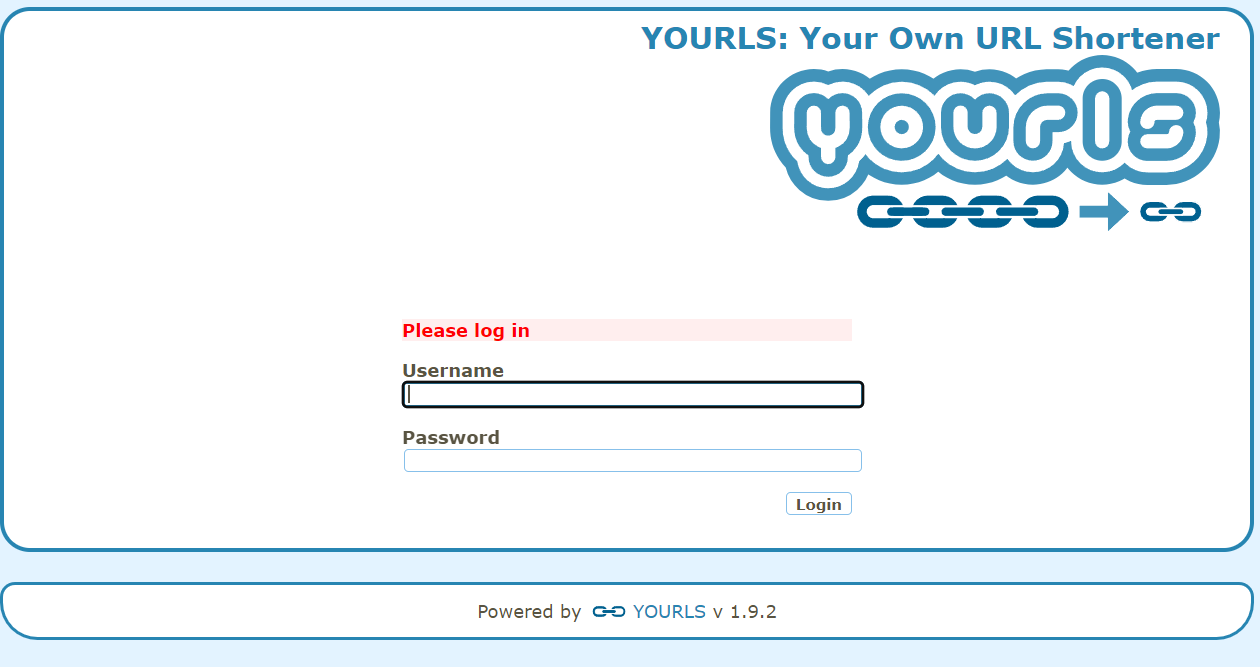 YOURLS: Your Own URL Shortener
yourls
Please log in
Username
Password
Login
Powered by YOURLS v 1.9.2